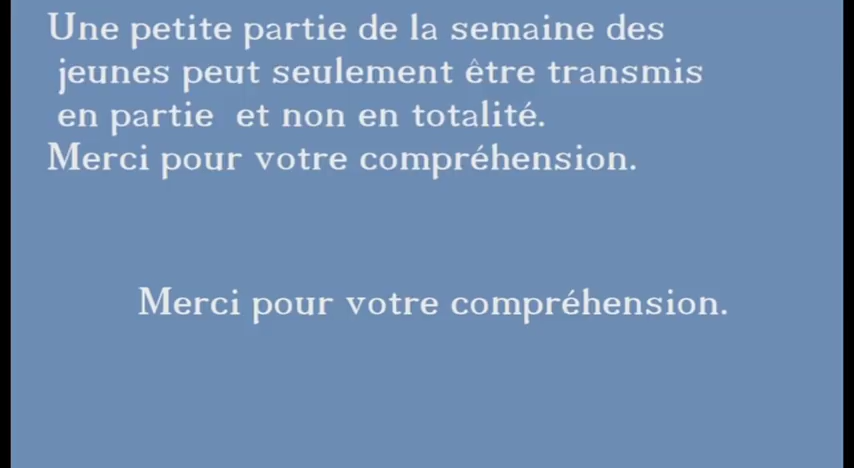 Une petite partie de la semaine des
jeunes peut seulement être transmis
en partie et non en totalité.
Merci pour votre compréhension.
Merci pour votre compréhension.